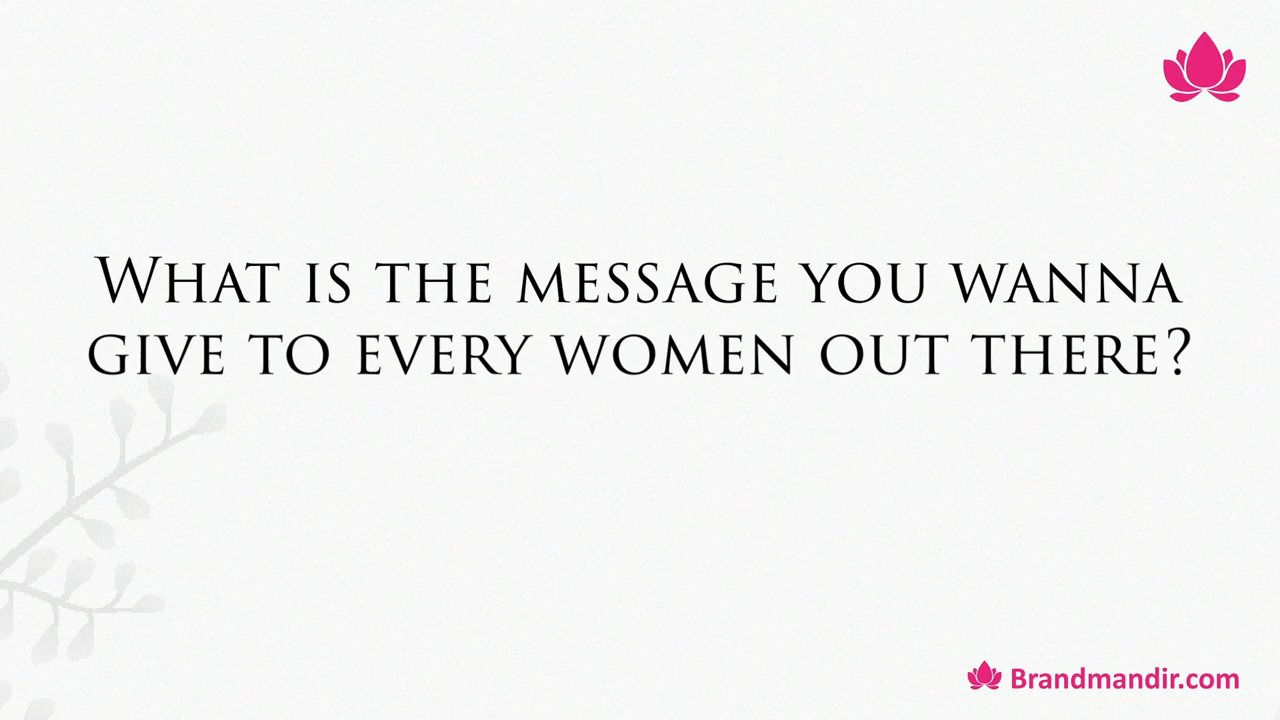 What is the message you wanna
give to every women out there?
Brandmandir.com